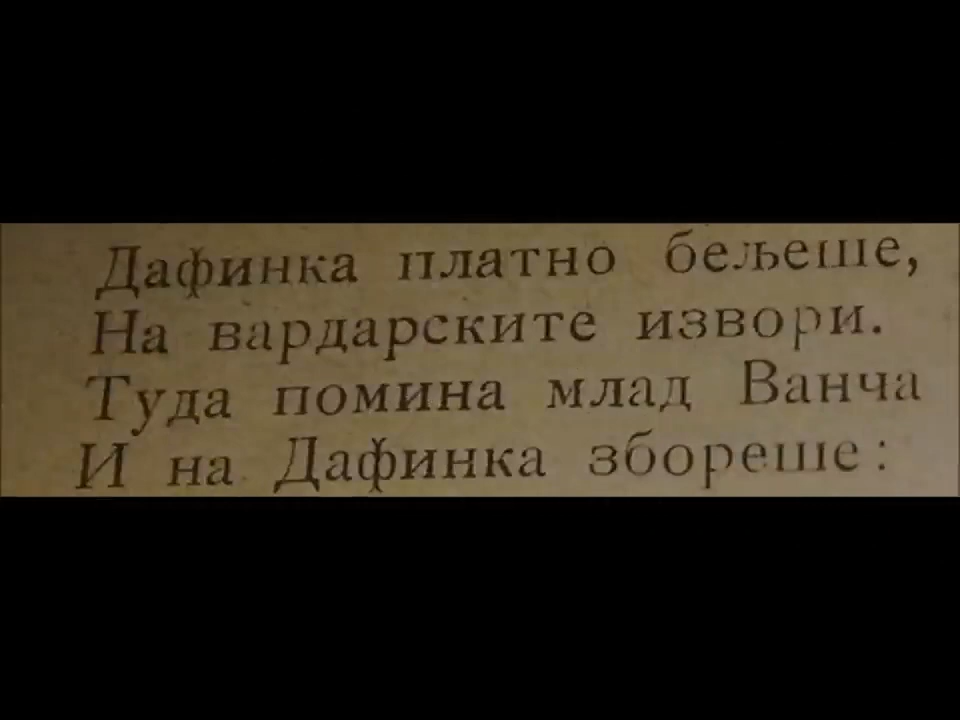 Дафинка платно бељеше,
На вардарските извори.
Туда помина млад Ванча
И на Дафинка збореше: